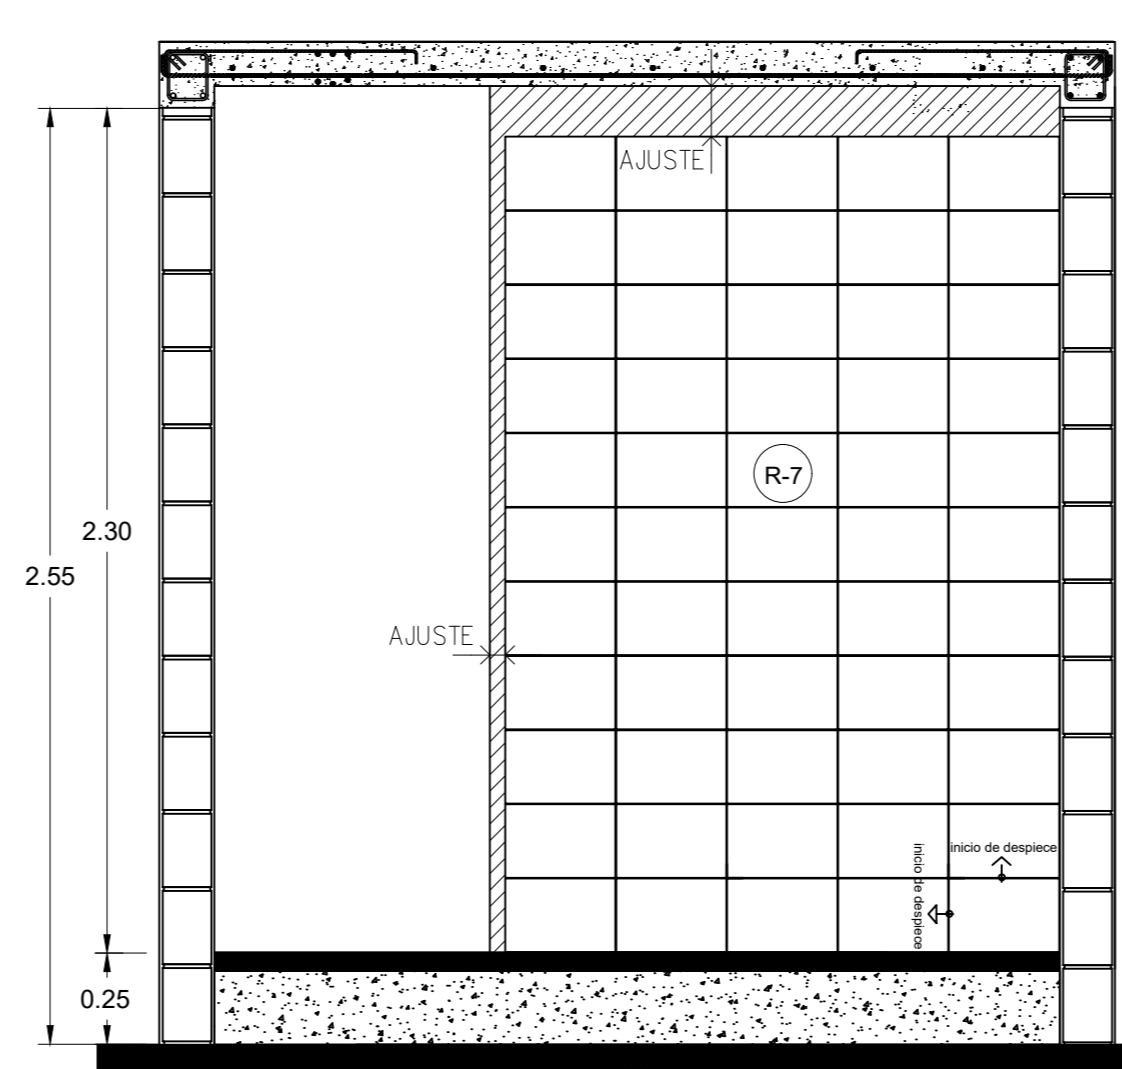 AJUSTE
R-7
2.30
2.55
AJUSTE
inicio de despiece
inicio de despiece
0.25